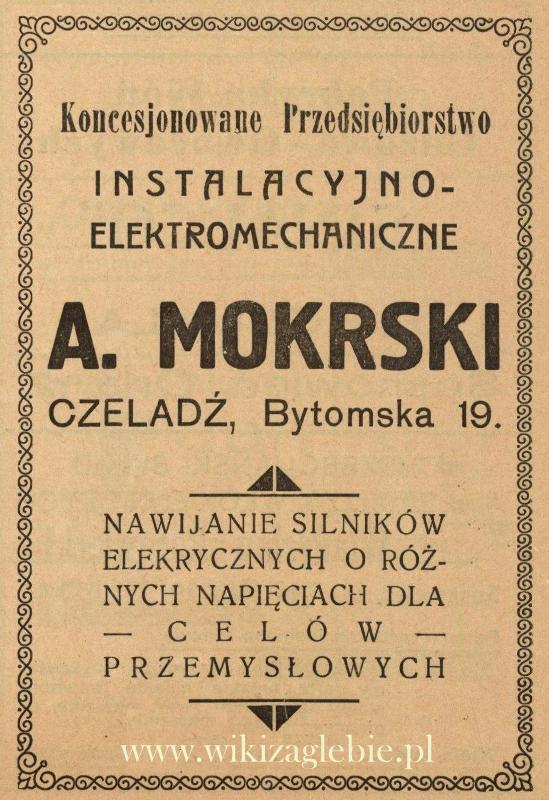 Koncesjonowane Przedsiębiorstwo
INSTALACYJNO-
ELEKTROMECHANICZNE
A. MOKRSKI
CZELADŹ, Bytomska 19.
NAWIJANIE SILNIKÓW
ELEKRYCZNYCH O RÓŻ-
NYCH NAPIĘCIACH DLA
— CELÓW —
PRZEMYSŁOWYCH
www.wikizaglebie.pl